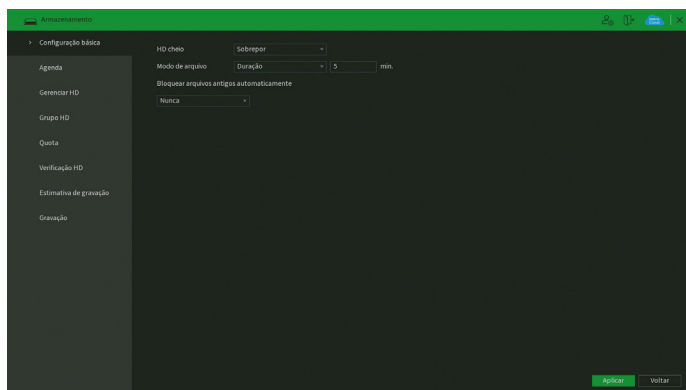 Armazenamento
Configuração básica
HD cheio Sobrepor
Agenda
Modo de arquivo Duração 5 min.
Bloquear arquivos antigos automaticamente
Gerenciar HD
Nunca
Grupo HD
Quota
Verificação HD
Estimativa de gravação
Gravação
Aplicar Voltar